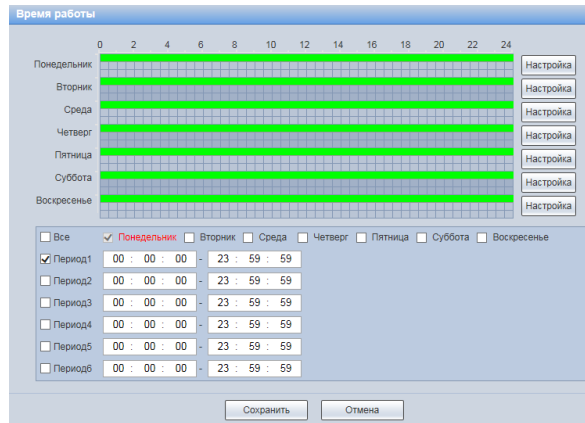 Время работы
0 2 4 6 8 10 12 14 16 18 20 22 24
Понедельник Настройка
Вторник Настройка
Среда Настройка
Четверг Настройка
Пятница Настройка
Суббота Настройка
Воскресенье Настройка
Все Понедельник Вторник Среда Четверг Пятница Суббота Воскресенье
Период1 00 : 00 : 00 - 23 : 59 : 59
Период2 00 : 00 : 00 - 23 : 59 : 59
Период3 00 : 00 : 00 - 23 : 59 : 59
Период4 00 : 00 : 00 - 23 : 59 : 59
Период5 00 : 00 : 00 - 23 : 59 : 59
Период6 00 : 00 : 00 - 23 : 59 : 59
Сохранить Отмена